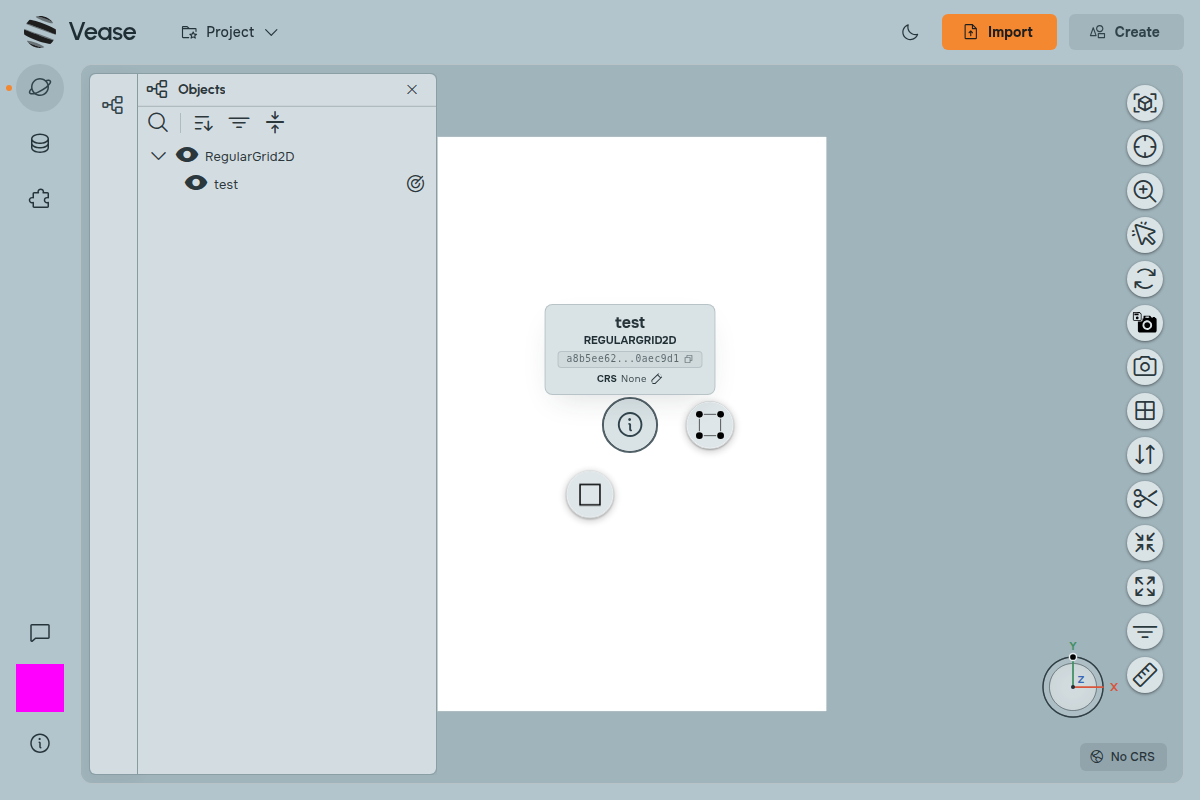 Vease
Project
Import
Create
Objects
RegularGrid2D
test
test
REGULARGRID2D
a8b5ee62...0aec9d1
CRS None
Y
Z
X
No CRS